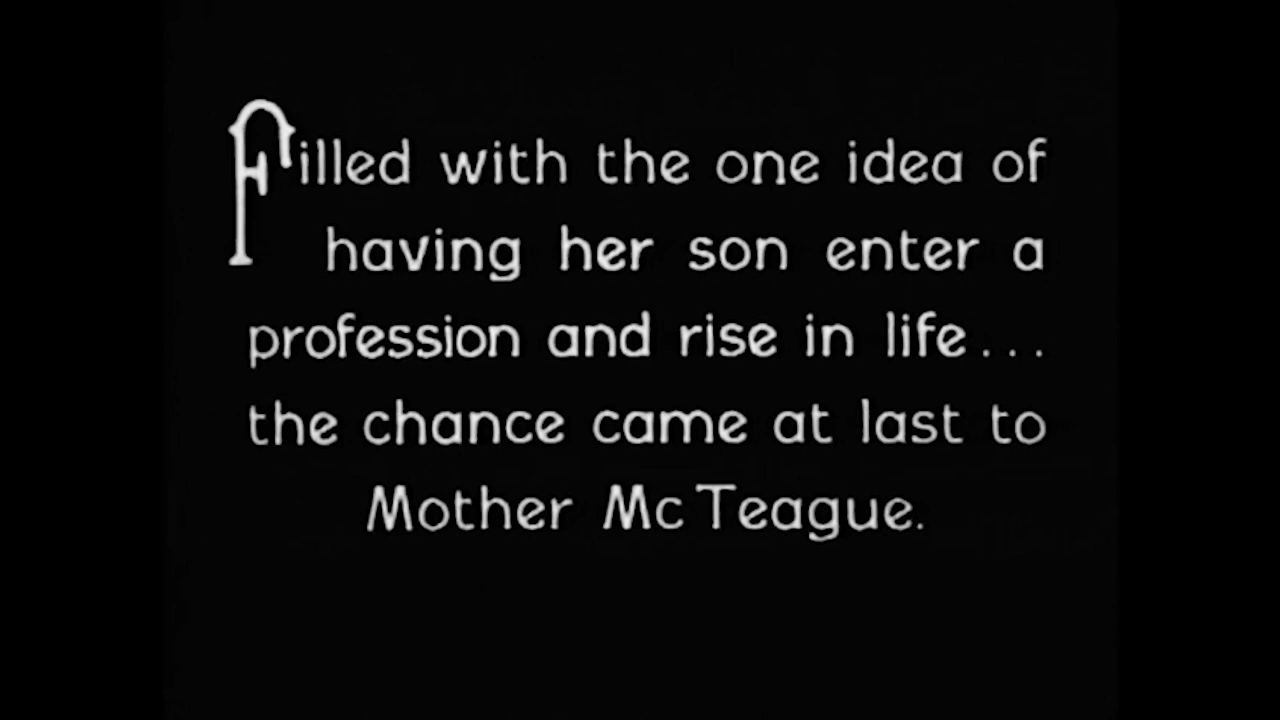 Filled with the one idea of
having her son enter a
profession and rise in life...
the chance came at last to
Mother McTeague.